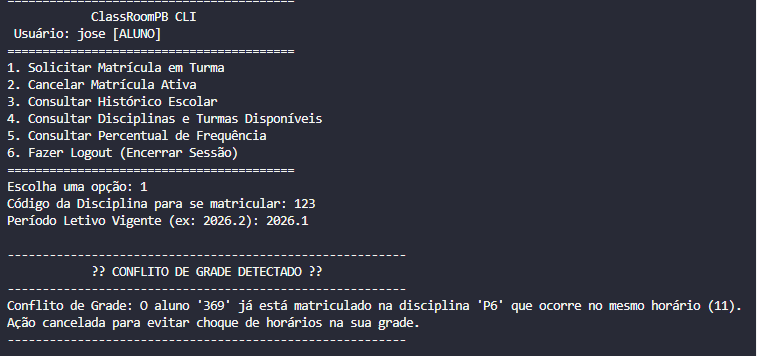 =========================================
ClassRoomPB CLI
Usuário: jose [ALUNO]
=========================================
1. Solicitar Matrícula em Turma
2. Cancelar Matrícula Ativa
3. Consultar Histórico Escolar
4. Consultar Disciplinas e Turmas Disponíveis
5. Consultar Percentual de Frequência
6. Fazer Logout (Encerrar Sessão)
=========================================
Escolha uma opção: 1
Código da Disciplina para se matricular: 123
Período Letivo Vigente (ex: 2026.2): 2026.1
---------------------------------------------------------
?? CONFLITO DE GRADE DETECTADO ??
---------------------------------------------------------
Conflito de Grade: O aluno '369' já está matriculado na disciplina 'P6' que ocorre no mesmo horário (11).
Ação cancelada para evitar choque de horários na sua grade.
---------------------------------------------------------